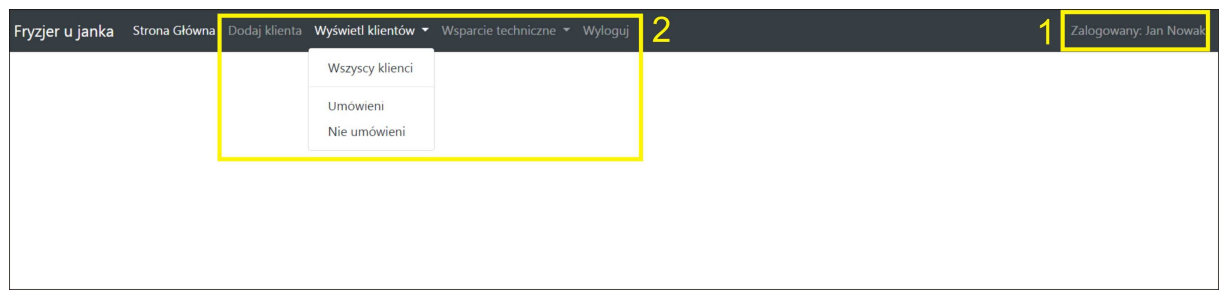 Fryzjer u janka Strona Główna Dodaj klienta Wyświetl klientów Wsparcie techniczne Wyloguj 2 1 Zalogowany: Jan Nowak
Wszyscy klienci
Umówieni
Nie umówieni